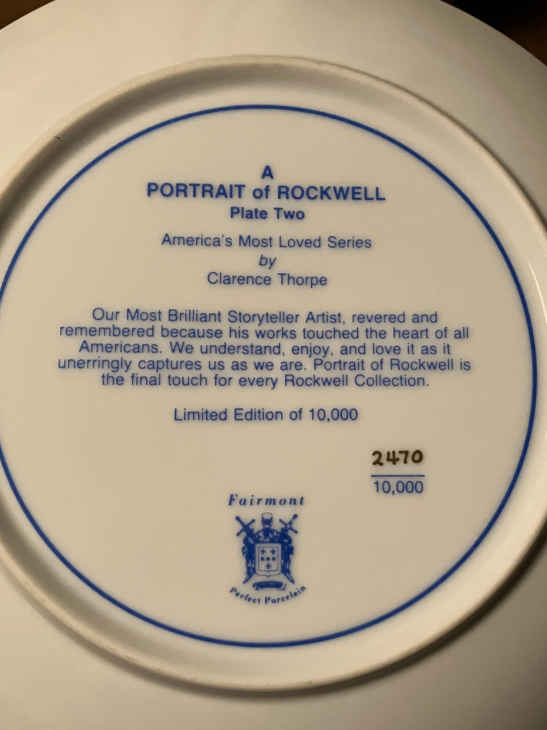 A
PORTRAIT of ROCKWELL
Plate Two
America's Most Loved Series
by
Clarence Thorpe
Our Most Brilliant Storyteller Artist, revered and
remembered because his works touched the heart of all
Americans. We understand, enjoy, and love it as it
unerringly captures us as we are. Portrait of Rockwell is
the final touch for every Rockwell Collection.
Limited Edition of 10,000
2470
10,000
Fairmont
Perfect Porcelain